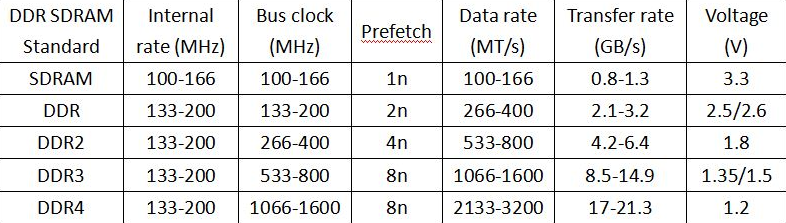 DDR SDRAM Standard Internal rate (MHz) Bus clock (MHz) Prefetch Data rate (MT/s) Transfer rate (GB/s) Voltage (V)
SDRAM 100-166 100-166 1n 100-166 0.8-1.3 3.3
DDR 133-200 133-200 2n 266-400 2.1-3.2 2.5/2.6
DDR2 133-200 266-400 4n 533-800 4.2-6.4 1.8
DDR3 133-200 533-800 8n 1066-1600 8.5-14.9 1.35/1.5
DDR4 133-200 1066-1600 8n 2133-3200 17-21.3 1.2